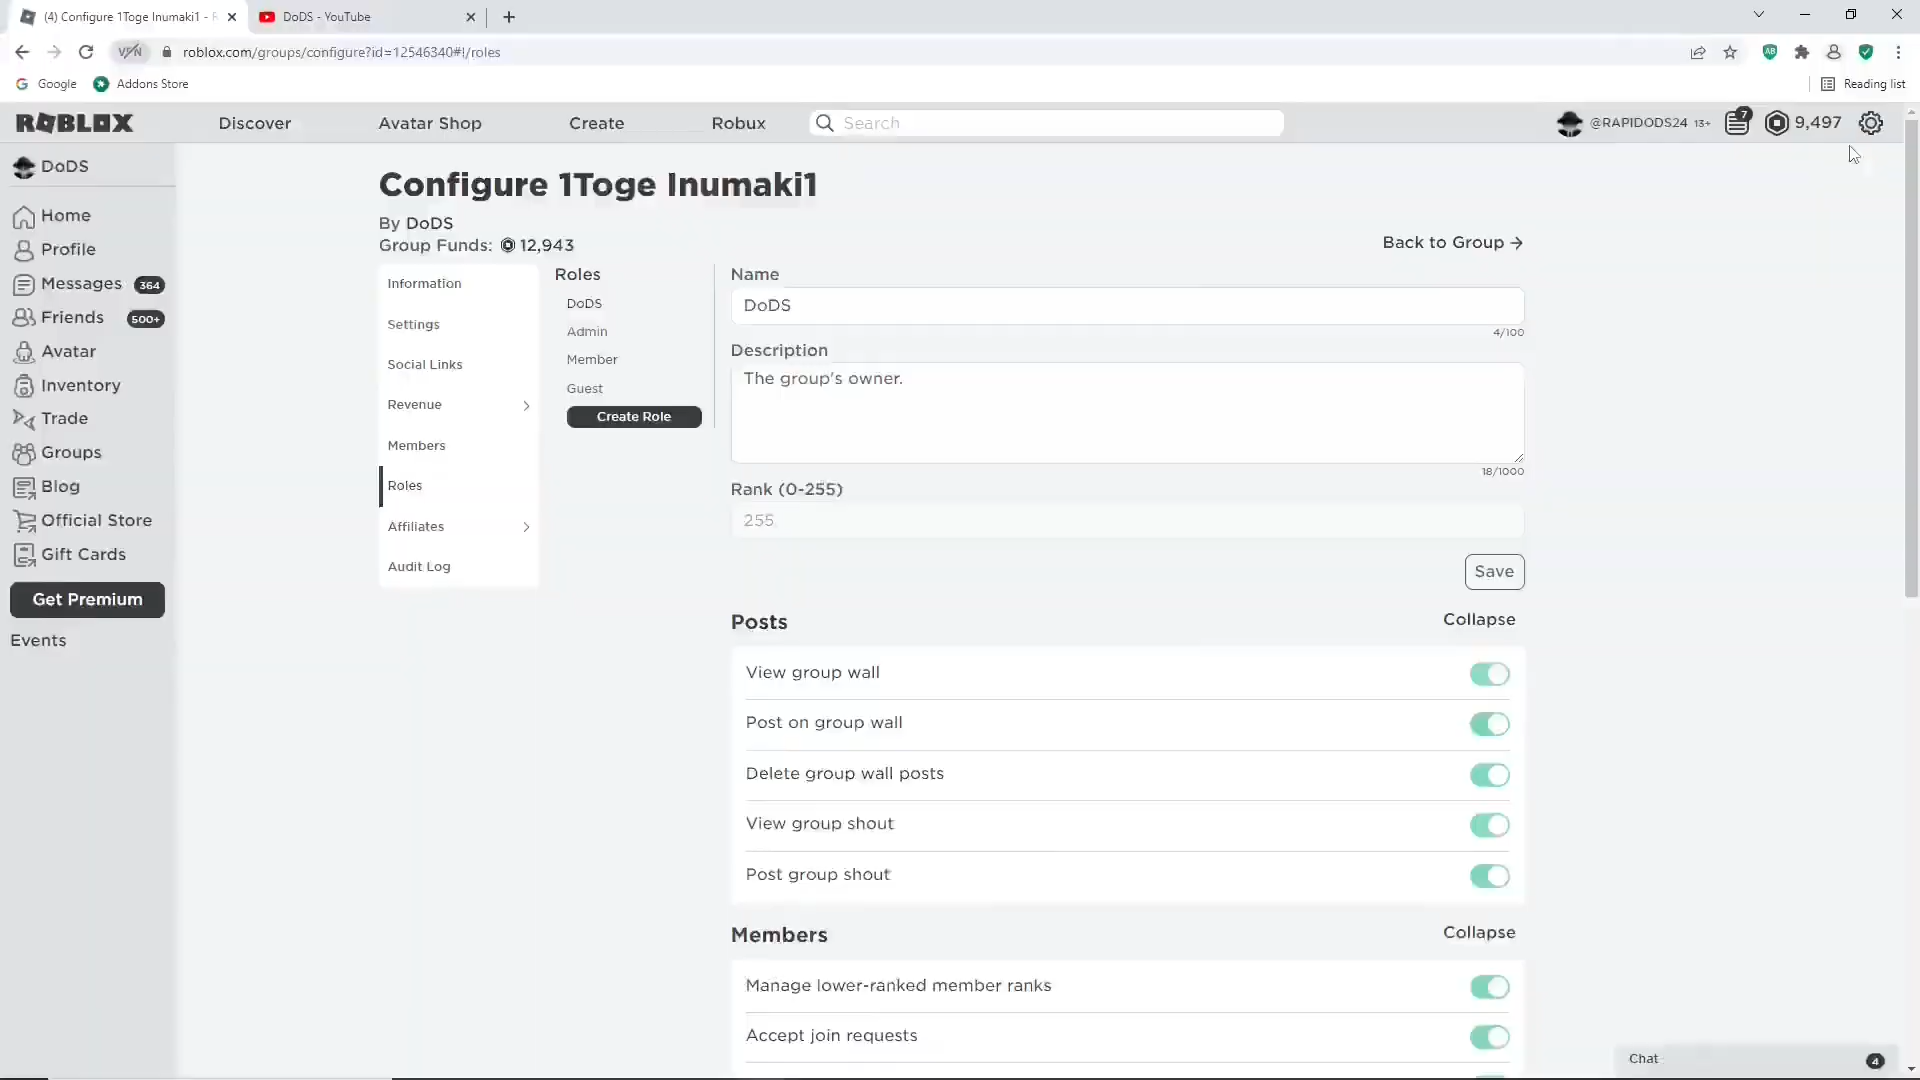 (4) Configure 1Toge Inumaki1 - R
DoDS - YouTube
VPN
roblox.com/groups/configure?id=12546340#!/roles
Google
Addons Store
Reading list
ROBLOX
Discover
Avatar Shop
Create
Robux
Search
@RAPIDODS24 13+
7
9,497
DoDS
Home
Profile
Messages 364
Friends 500+
Avatar
Inventory
Trade
Groups
Blog
Official Store
Gift Cards
Get Premium
Events
Configure 1Toge Inumaki1
By DoDS
Group Funds: 12,943
Back to Group →
Information
Settings
Social Links
Revenue
Members
Roles
Affiliates
Audit Log
Roles
DoDS
Admin
Member
Guest
Create Role
Name
DoDS
4/100
Description
The group's owner.
18/1000
Rank (0-255)
255
Save
Posts
Collapse
View group wall
Post on group wall
Delete group wall posts
View group shout
Post group shout
Members
Collapse
Manage lower-ranked member ranks
Accept join requests
Chat
4